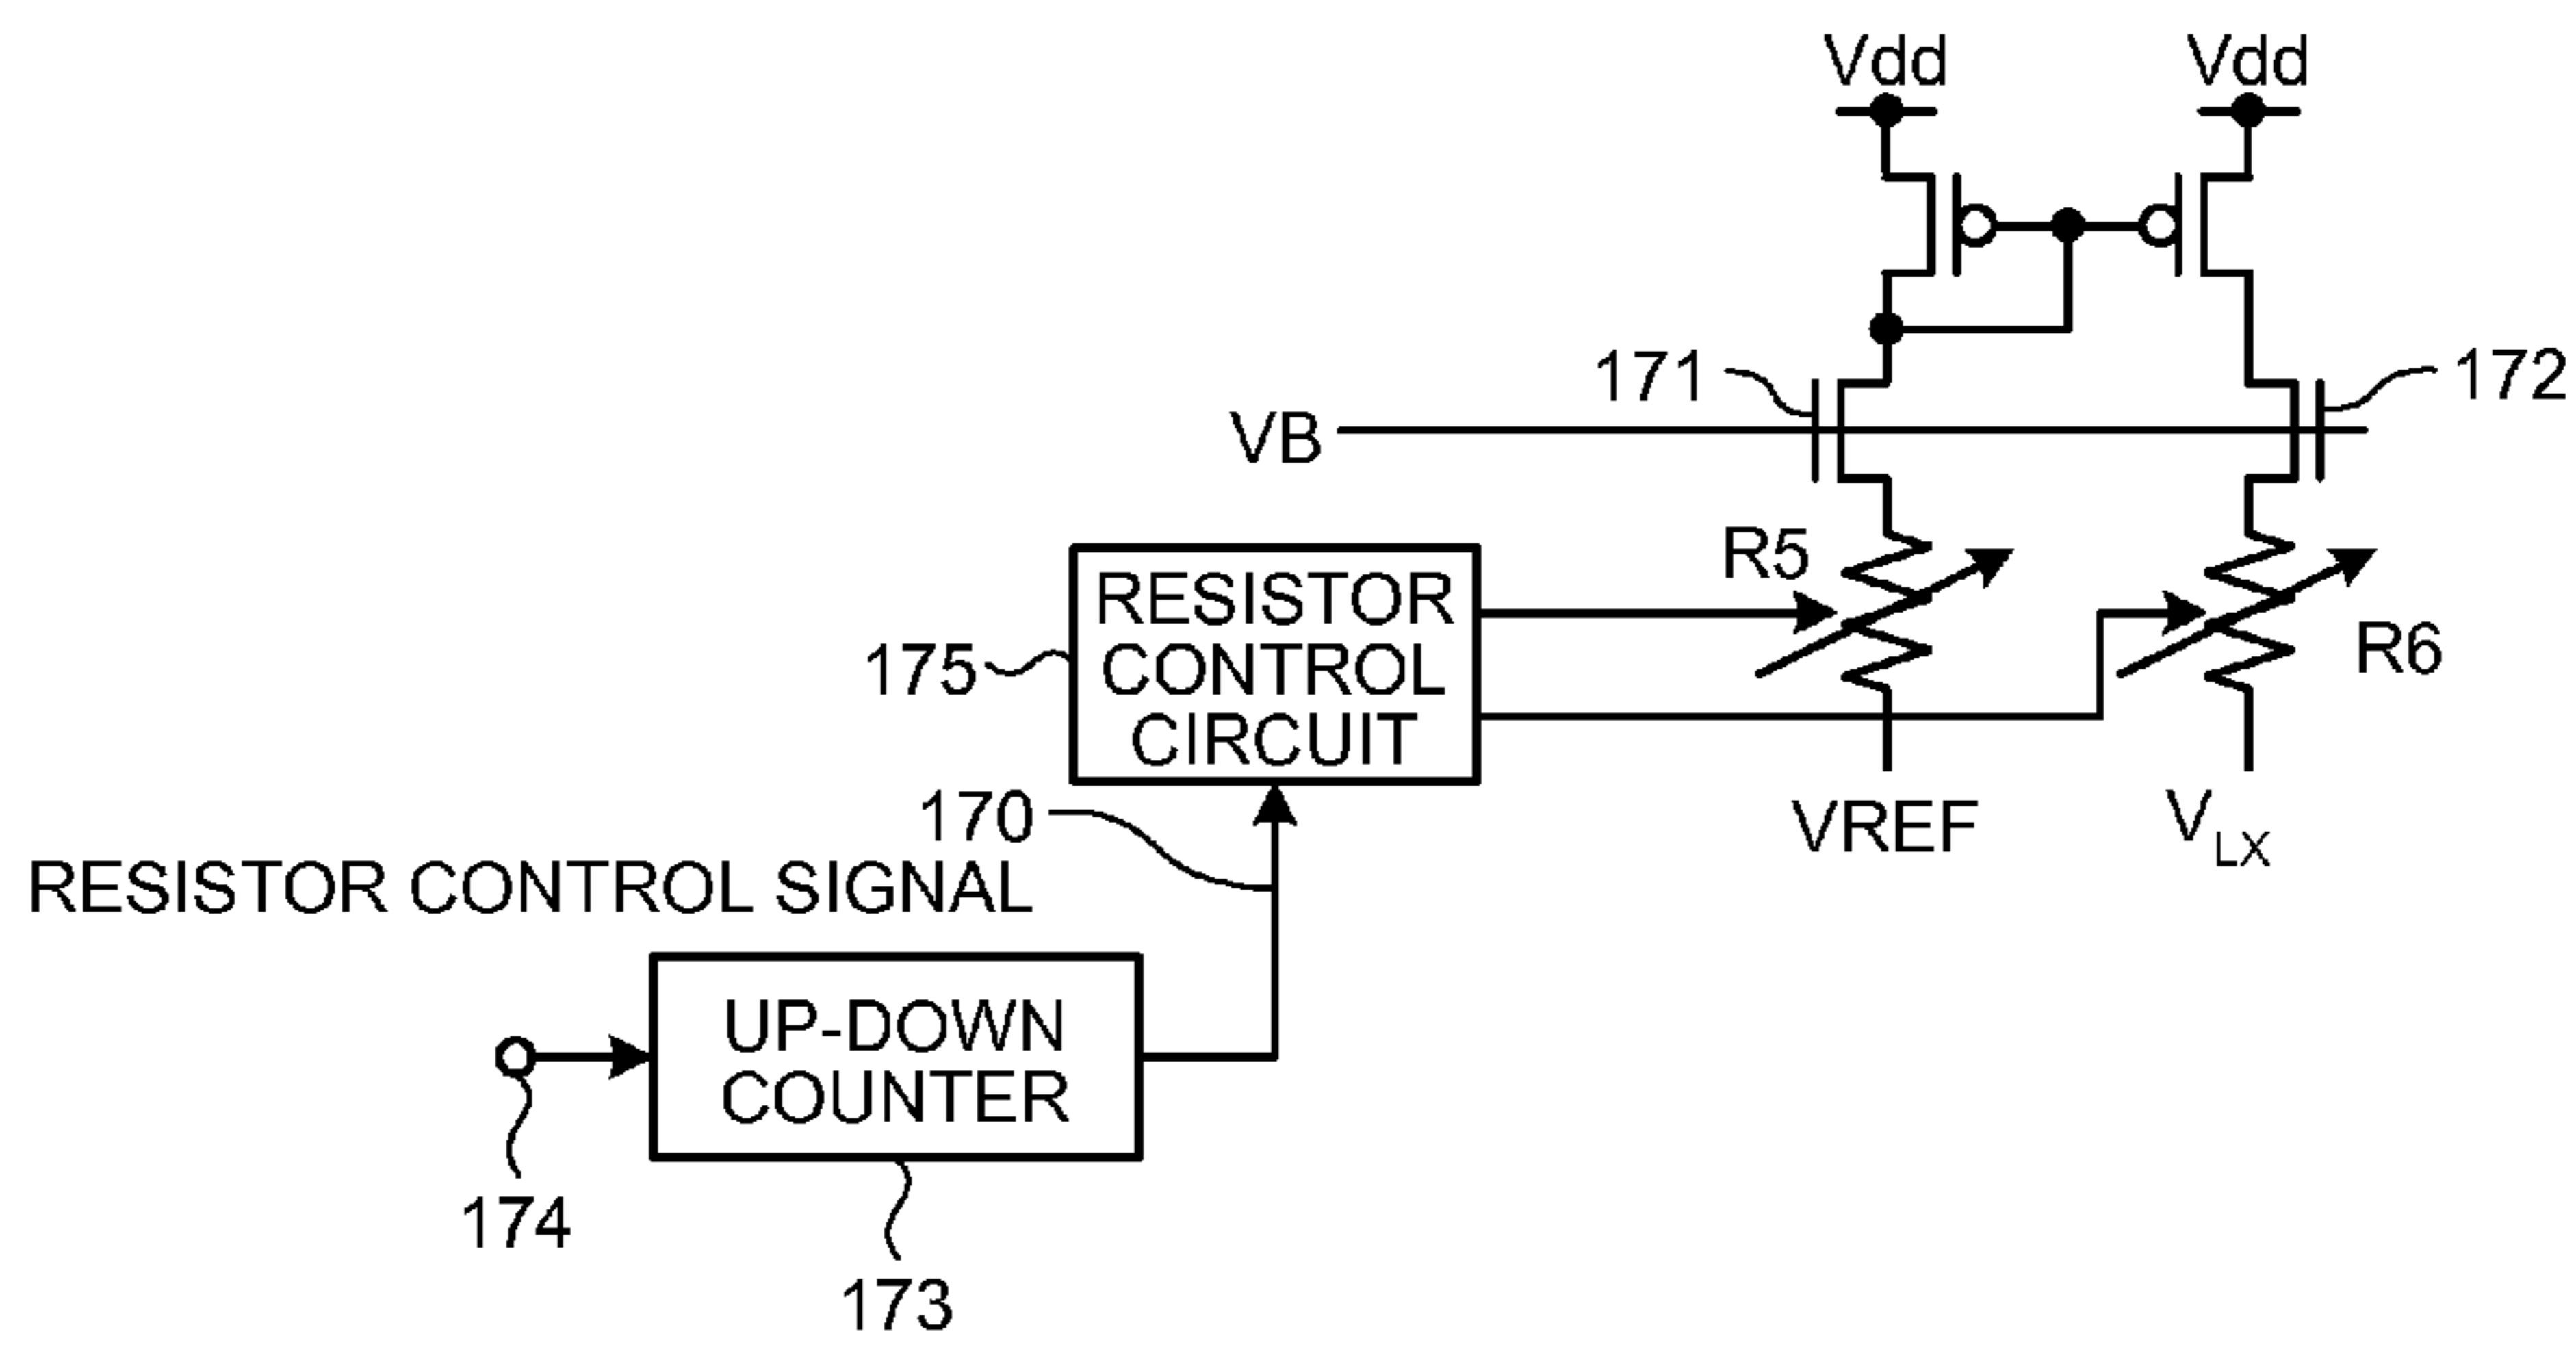 Vdd Vdd
171 172
VB
R5
RESISTOR
CONTROL
CIRCUIT
175
R6
170
VREF
VLX
RESISTOR CONTROL SIGNAL
UP-DOWN
COUNTER
174
173